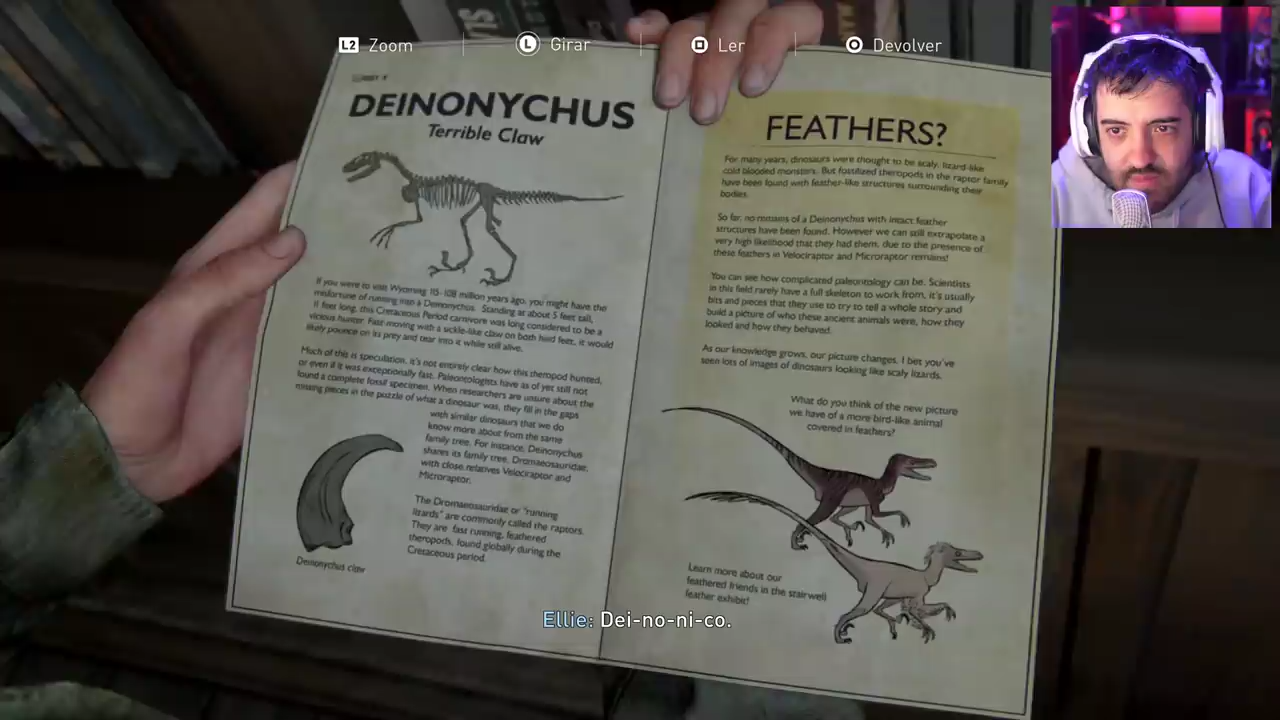 L2 Zoom
L Girar
Ler
Devolver
DEINONYCHUS
Terrible Claw
If you were to visit Wyoming 115-108 million years ago, you might have the
misfortune of running into a Deinonychus. Standing at about 5 feet tall,
11 feet long, this Cretaceous Period carnivore was long considered to be a
vicious hunter. Fast moving with a sickle-like claw on both hind feet, it would
likely pounce on its prey and tear into it while still alive.
Much of this is speculation, it's not entirely clear how this theropod hunted,
or even if it was exceptionally fast. Paleontologists have as of yet still not
found a complete fossil specimen. When researchers are unsure about the
missing pieces in the puzzle of what a dinosaur was, they fill in the gaps
with similar dinosaurs that we do
know more about from the same
family tree. For instance, Deinonychus
shares its family tree, Dromaeosauridae,
with close relatives Velociraptor and
Microraptor.
The Dromaeosauridae or "running
lizards" are commonly called the raptors.
They are fast running, feathered
theropods, found globally during the
Cretaceous period.
Deinonychus claw
FEATHERS?
For many years, dinosaurs were thought to be scaly, lizard-like
cold blooded monsters. But fossilized theropods in the raptor family
have been found with feather-like structures surrounding their
bodies.
So far, no remains of a Deinonychus with intact feather
structures have been found. However we can still extrapolate a
very high likelihood that they had them, due to the presence of
these feathers in Velociraptor and Microraptor remains!
You can see how complicated paleontology can be. Scientists
in this field rarely have a full skeleton to work from, it's usually
bits and pieces that they use to try to tell a whole story and
build a picture of who these ancient animals were, how they
looked and how they behaved.
As our knowledge grows, our picture changes. I bet you've
seen lots of images of dinosaurs looking like scaly lizards.
What do you think of the new picture
we have of a more bird-like animal
covered in feathers?
Learn more about our
feathered friends in the stairwell
feather exhibit!
Ellie: Dei-no-ni-co.